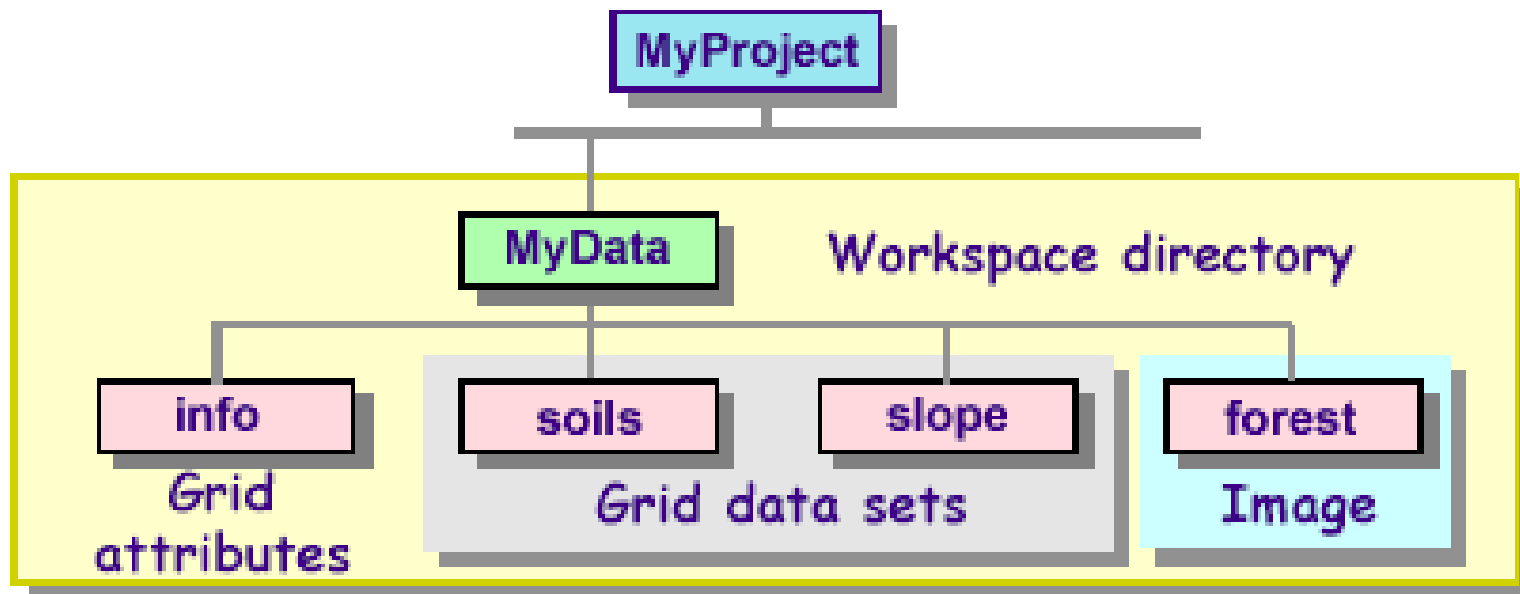 MyProject
MyData
Workspace directory
info
soils
slope
forest
Grid
attributes
Grid data sets
Image